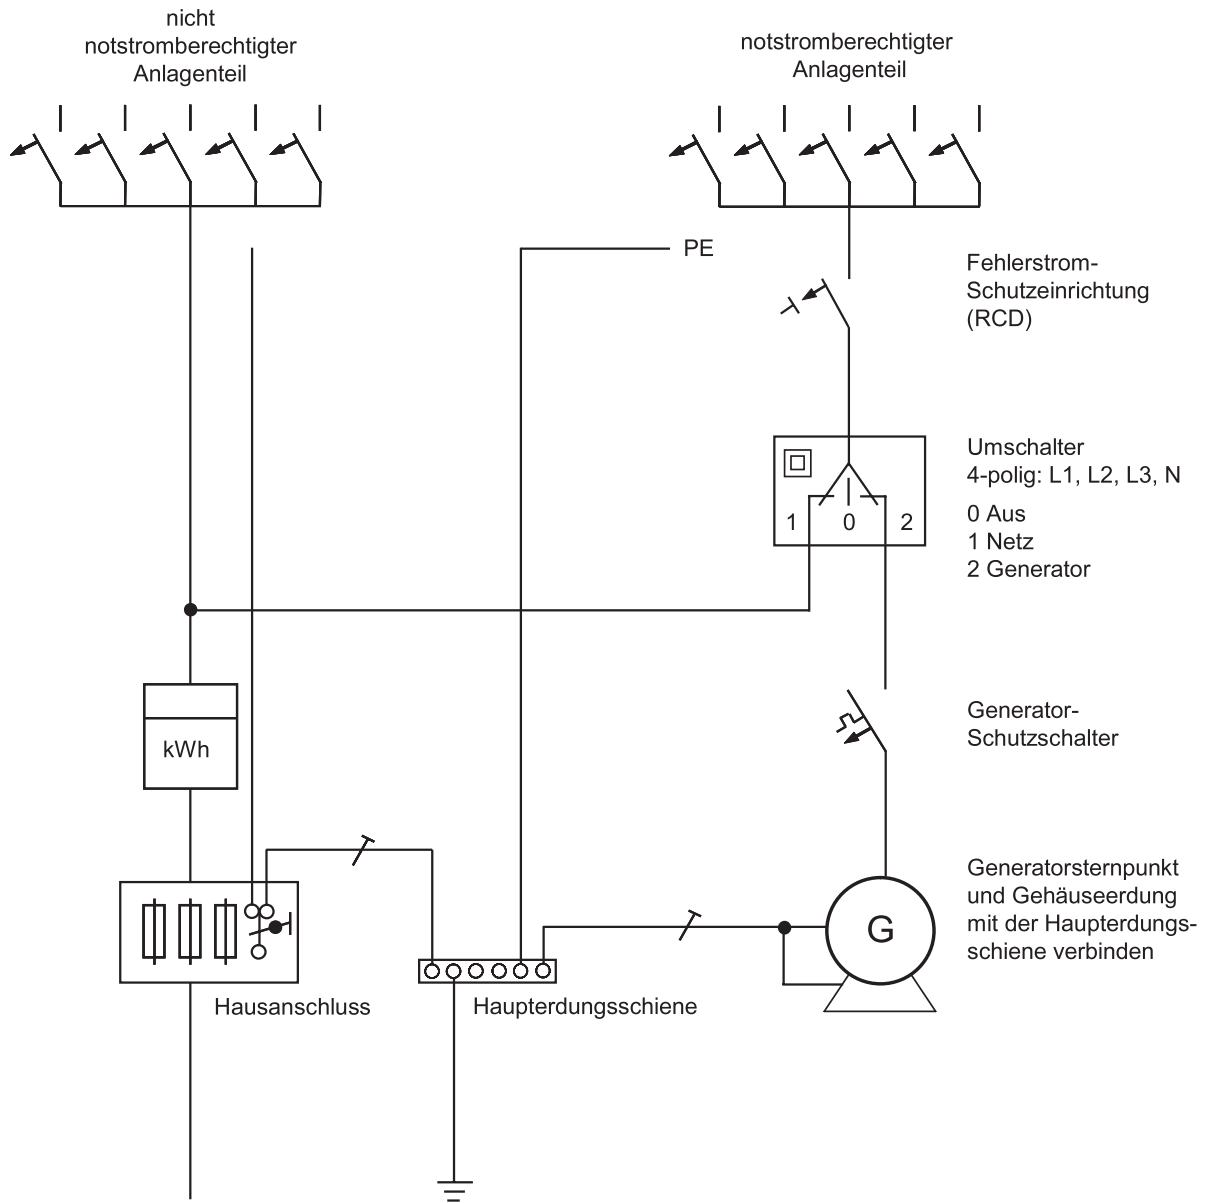 nicht
notstromberechtigter
Anlagenteil
notstromberechtigter
Anlagenteil
PE
Fehlerstrom-
Schutzeinrichtung
(RCD)
Umschalter
4-polig: L1, L2, L3, N
0 Aus
1 Netz
2 Generator
1 0 2
kWh
Generator-
Schutzschalter
Generatorsternpunkt
und Gehäuseerdung
mit der Haupterdungs-
schiene verbinden
G
Hausanschluss
Haupterdungsschiene